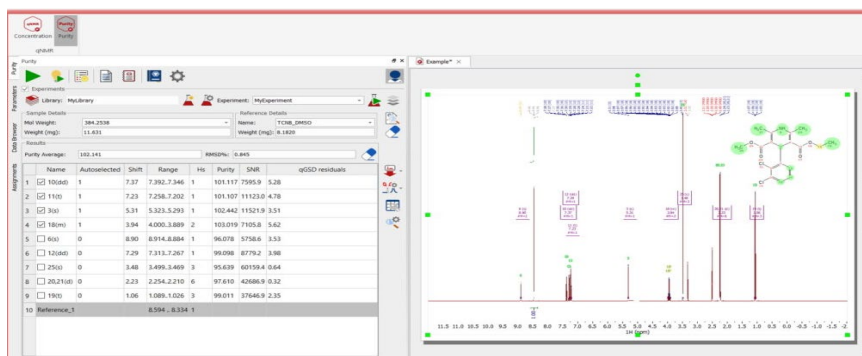 Concentration Purity
qNMR
Purity
Example*
Purity
Parameters
Data Browser
Assignments
Experiments
Library: MyLibrary
Experiment: MyExperiment
Sample Details
Reference Details
Mol Weight: 384.2538
Name: TCNB_DMSO
Weight (mg): 11.831
Weight (mg): 8.1820
Results
Purity Average: 102.141
RMSD%: 0.845
Name Autoselected Shift Range Hs Purity SNR qGSD residuals
1 10(dd) 1 7.37 7.392..7.346 1 101.117 7595.9 5.28
2 11(t) 1 7.23 7.258..7.202 1 101.107 11123.0 4.78
3 3(s) 1 5.31 5.323..5.293 1 102.442 11521.9 3.51
4 18(m) 1 3.94 4.000..3.889 2 103.019 7105.8 5.62
5 6(s) 0 8.90 8.914..8.884 1 96.078 5758.6 3.53
6 12(dd) 0 7.29 7.313..7.267 1 99.098 8779.2 3.98
7 25(s) 0 3.48 3.499..3.469 3 95.639 60159.4 0.64
8 20,21(d) 0 2.23 2.254..2.210 6 97.610 42686.9 0.32
9 19(t) 0 1.06 1.089..1.026 3 99.011 37646.9 2.35
10 Reference_1 8.594 .. 8.334 1
11.5 11.0 10.5 10.0 9.5 9.0 8.5 8.0 7.5 7.0 6.5 6.0 5.5 5.0 4.5 4.0 3.5 3.0 2.5 2.0 1.5 1.0 0.5 0.0 -0.5 -1.0 -1.5 -2
1H (ppm)